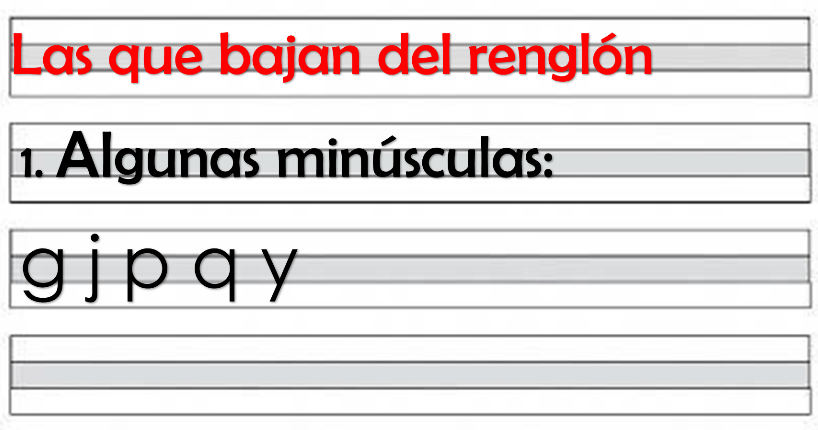 Las que bajan del renglón
1. Algunas minúsculas:
g j p q y